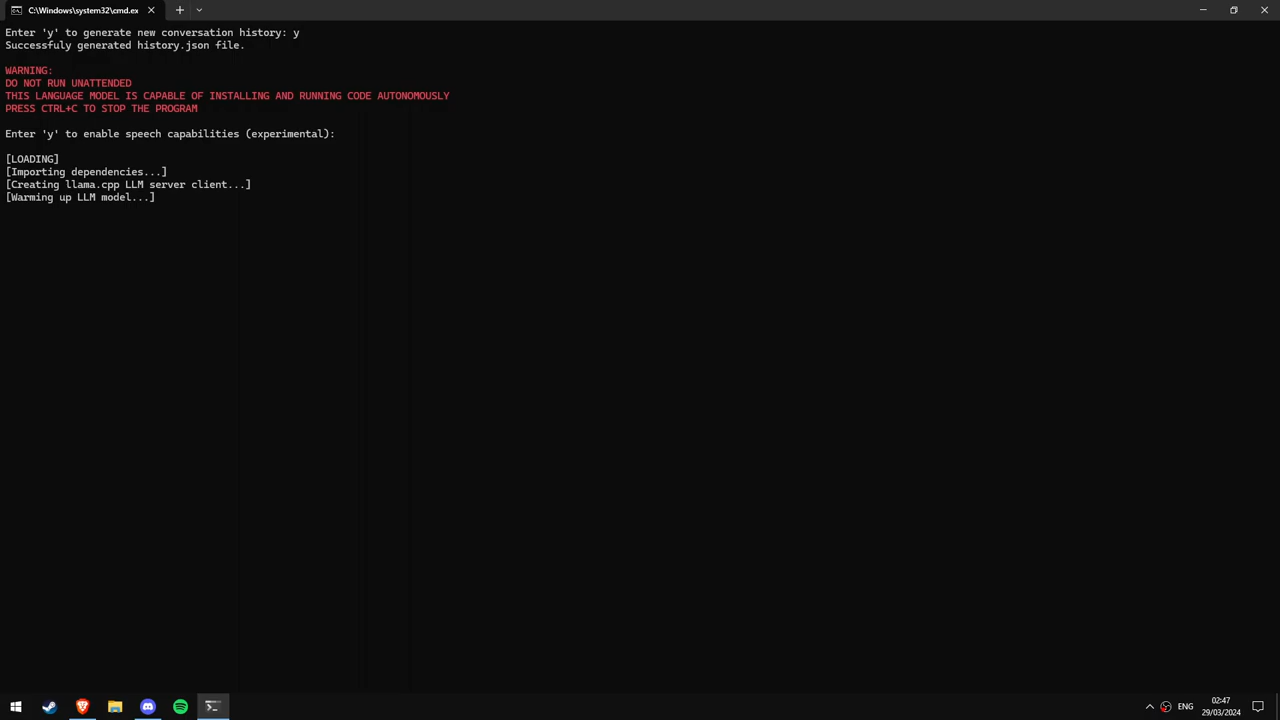 C:\Windows\system32\cmd.ex
Enter 'y' to generate new conversation history: y
Successfuly generated history.json file.
WARNING:
DO NOT RUN UNATTENDED
THIS LANGUAGE MODEL IS CAPABLE OF INSTALLING AND RUNNING CODE AUTONOMOUSLY
PRESS CTRL+C TO STOP THE PROGRAM
Enter 'y' to enable speech capabilities (experimental):
[LOADING]
[Importing dependencies...]
[Creating llama.cpp LLM server client...]
[Warming up LLM model...]
ENG
02:47
29/03/2024